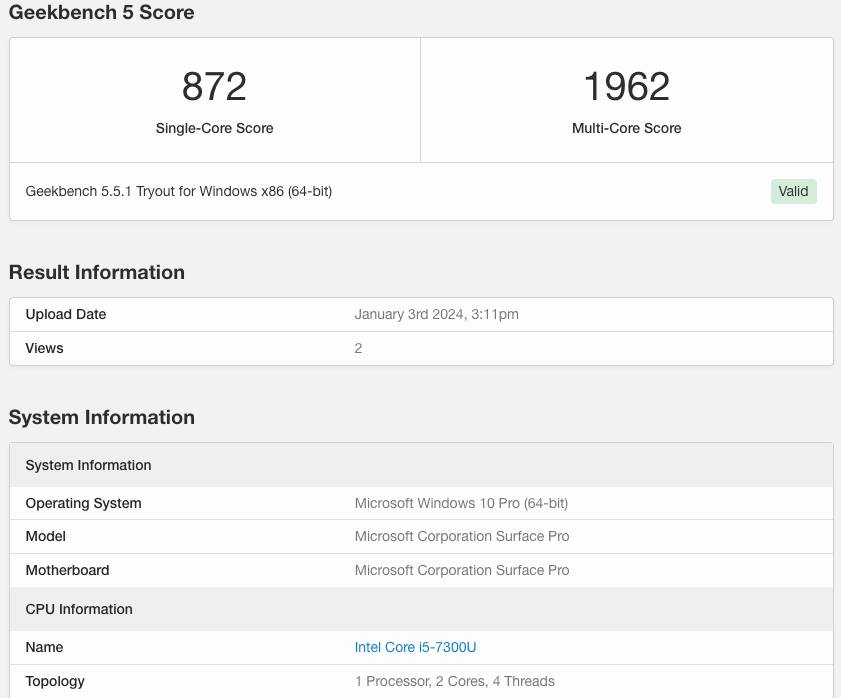 Geekbench 5 Score
872
1962
Single-Core Score
Multi-Core Score
Geekbench 5.5.1 Tryout for Windows x86 (64-bit)
Valid
Result Information
Upload Date January 3rd 2024, 3:11pm
Views 2
System Information
System Information
Operating System Microsoft Windows 10 Pro (64-bit)
Model Microsoft Corporation Surface Pro
Motherboard Microsoft Corporation Surface Pro
CPU Information
Name Intel Core i5-7300U
Topology 1 Processor, 2 Cores, 4 Threads